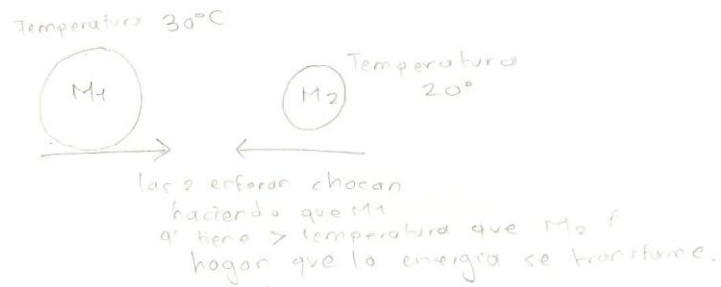 Temperatura 30°C
M1
M2
Temperatura
20°
las 2 esferas chocan
haciendo que M1
q' tiene > temperatura que M2
hagan que la energía se transforme.